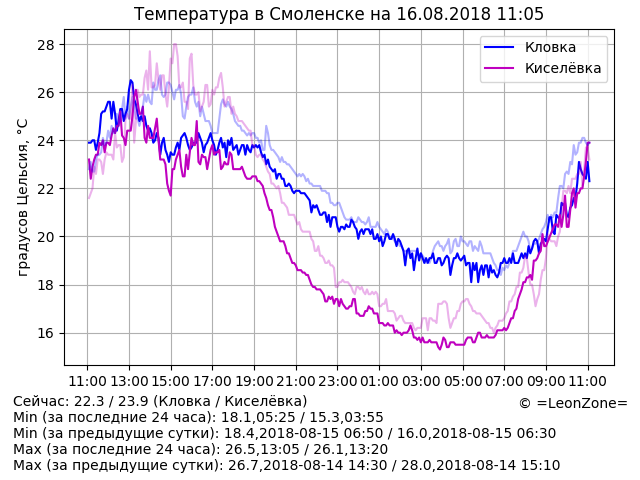 Температура в Смоленске на 16.08.2018 11:05
Кловка
Киселёвка
градусов Цельсия, °C
28
26
24
22
20
18
16
11:00 13:00 15:00 17:00 19:00 21:00 23:00 01:00 03:00 05:00 07:00 09:00 11:00
Сейчас: 22.3 / 23.9 (Кловка / Киселёвка)
© =LeonZone=
Min (за последние 24 часа): 18.1,05:25 / 15.3,03:55
Min (за предыдущие сутки): 18.4,2018-08-15 06:50 / 16.0,2018-08-15 06:30
Max (за последние 24 часа): 26.5,13:05 / 26.1,13:20
Max (за предыдущие сутки): 26.7,2018-08-14 14:30 / 28.0,2018-08-14 15:10